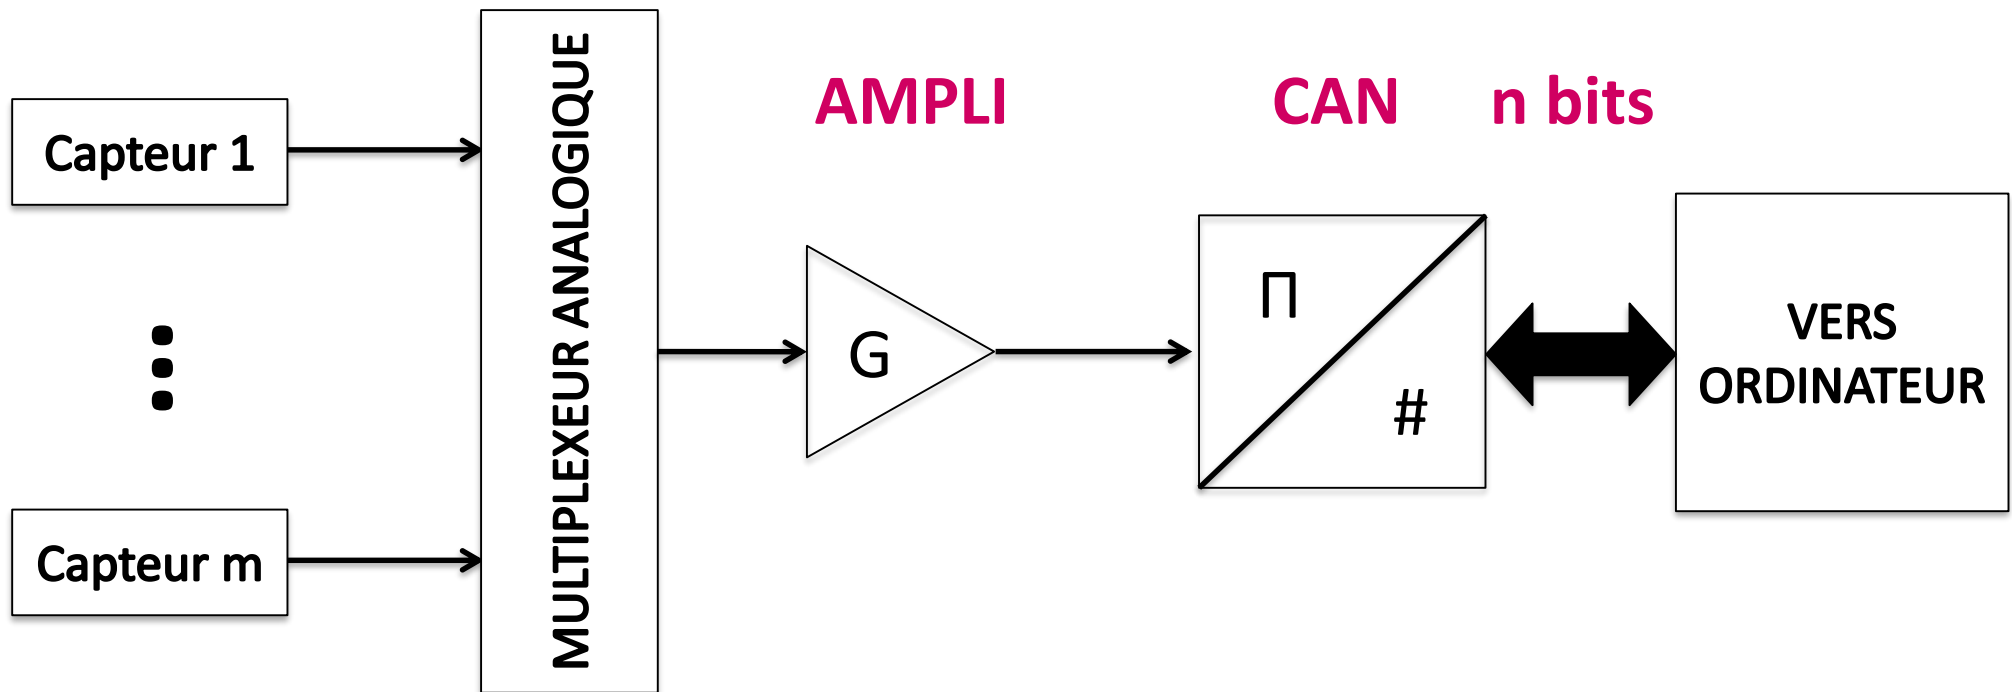 Capteur 1
Capteur m
MULTIPLEXEUR ANALOGIQUE
AMPLI
G
CAN n bits
Π
#
VERS
ORDINATEUR